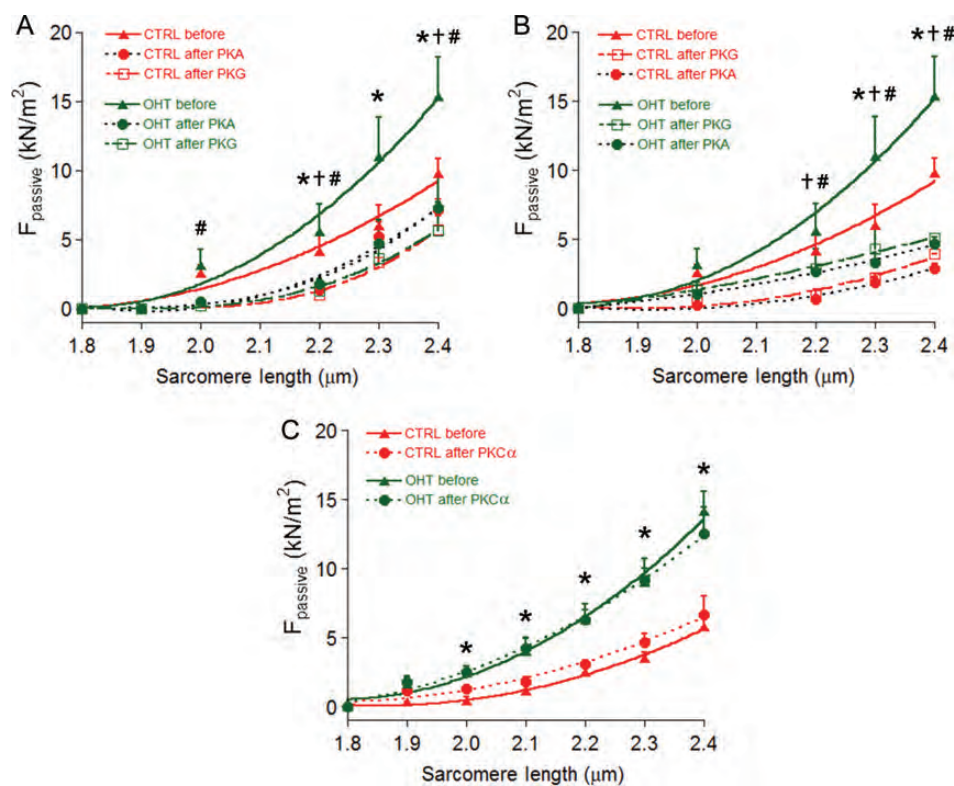 A
CTRL before
CTRL after PKA
CTRL after PKG
OHT before
OHT after PKA
OHT after PKG
F passive (kN/m²)
20
15
10
5
0
#
*†#
*
*†#
1.8 1.9 2.0 2.1 2.2 2.3 2.4
Sarcomere length (μm)
B
CTRL before
CTRL after PKG
CTRL after PKA
OHT before
OHT after PKG
OHT after PKA
F passive (kN/m²)
20
15
10
5
0
†#
*†#
*†#
1.8 1.9 2.0 2.1 2.2 2.3 2.4
Sarcomere length (μm)
C
CTRL before
CTRL after PKCα
OHT before
OHT after PKCα
F passive (kN/m²)
20
15
10
5
0
*
*
*
*
*
1.8 1.9 2.0 2.1 2.2 2.3 2.4
Sarcomere length (μm)